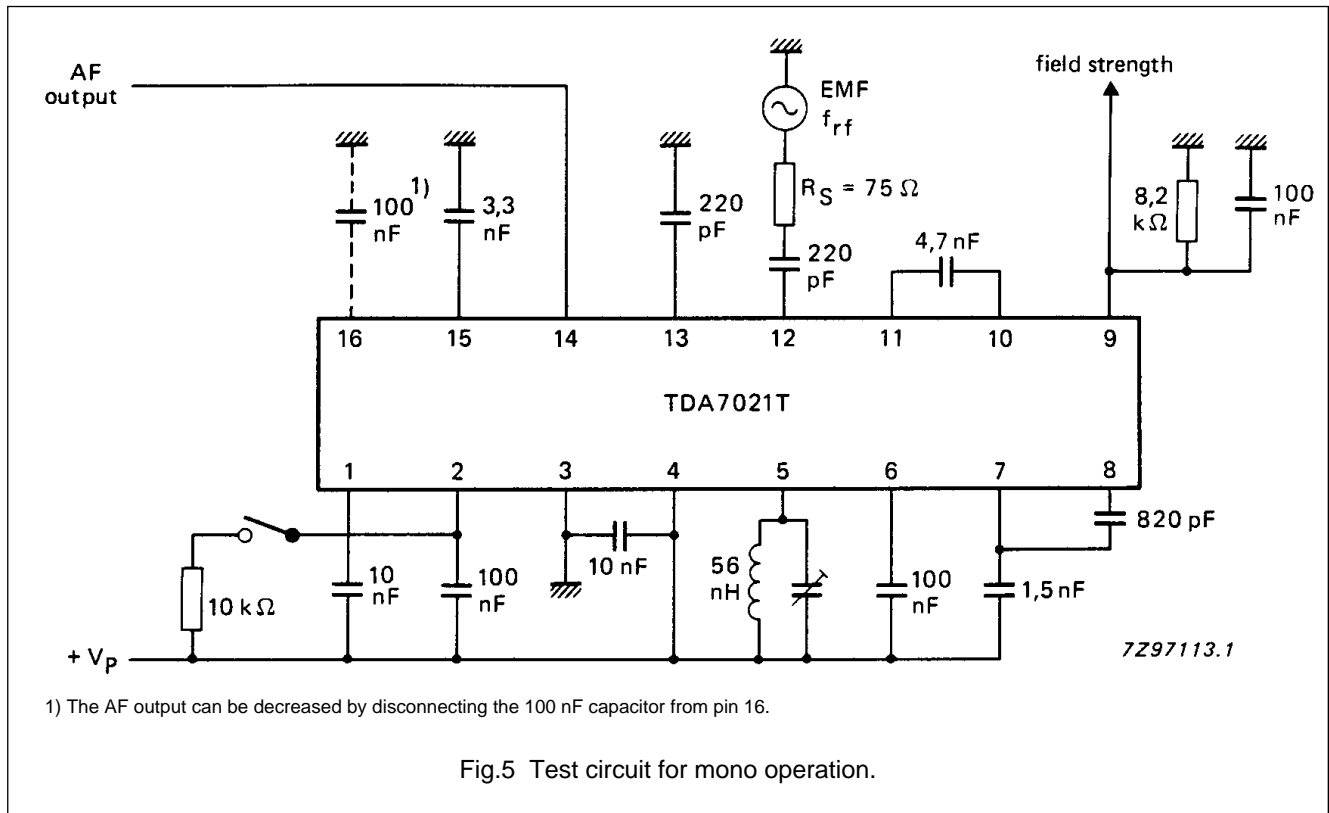 AF
output
EMF
f_rf
field strength
100 1)
nF
3,3
nF
220
pF
R_S = 75 Ω
220
pF
4,7 nF
8,2
kΩ
100
nF
16 15 14 13 12 11 10 9
TDA7021T
1 2 3 4 5 6 7 8
10 kΩ
10
nF
100
nF
10 nF
56
nH
100
nF
1,5 nF
820 pF
+ V_P
7Z97113.1
1) The AF output can be decreased by disconnecting the 100 nF capacitor from pin 16.
Fig.5 Test circuit for mono operation.